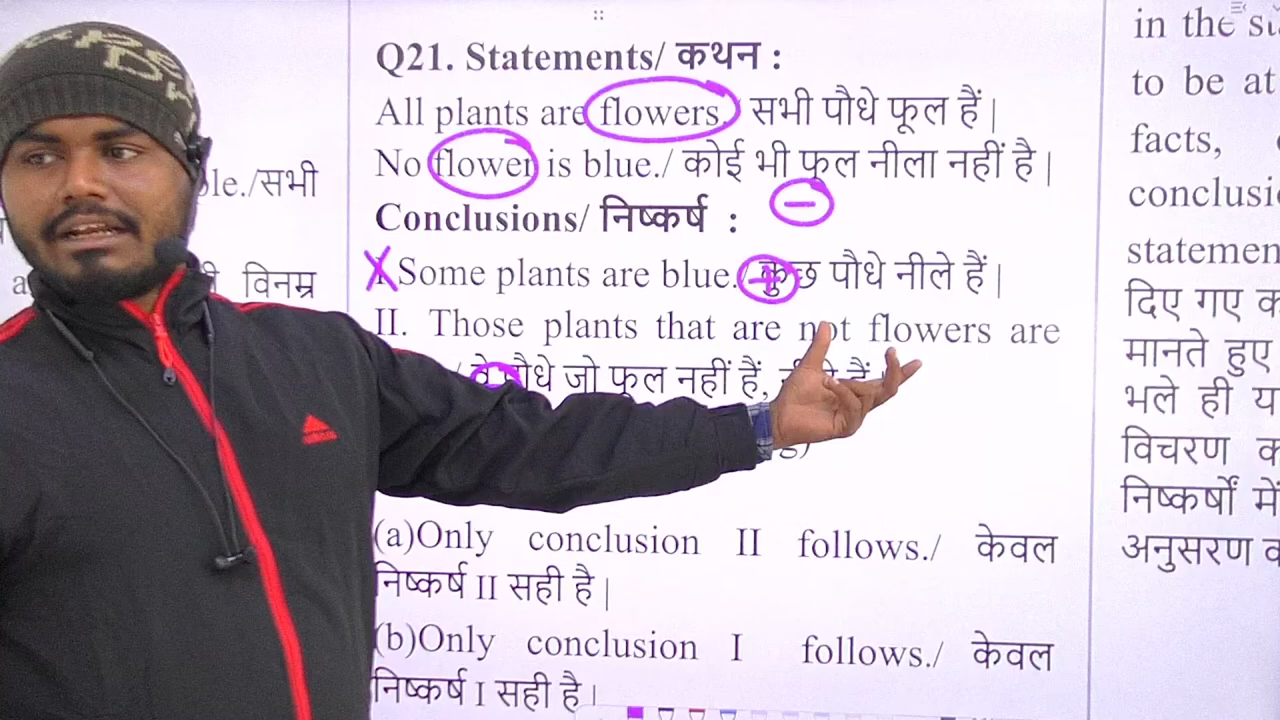 Q21. Statements/ कथन :
All plants are flowers. सभी पौधे फूल हैं|
No flower is blue./ कोई भी फूल नीला नहीं है|
Conclusions/ निष्कर्ष :
Some plants are blue. कुछ पौधे नीले हैं|
II. Those plants that are not flowers are
/ वे पौधे जो फूल नहीं हैं,
(a)Only conclusion II follows./ केवल
निष्कर्ष II सही है|
(b)Only conclusion I follows./ केवल
निष्कर्ष I सही है|
ple./सभी
विनम्र
in the
to be at
facts,
दिए गए
मानते हुए
भले ही
विचरण
निष्कर्षों में
अनुसरण